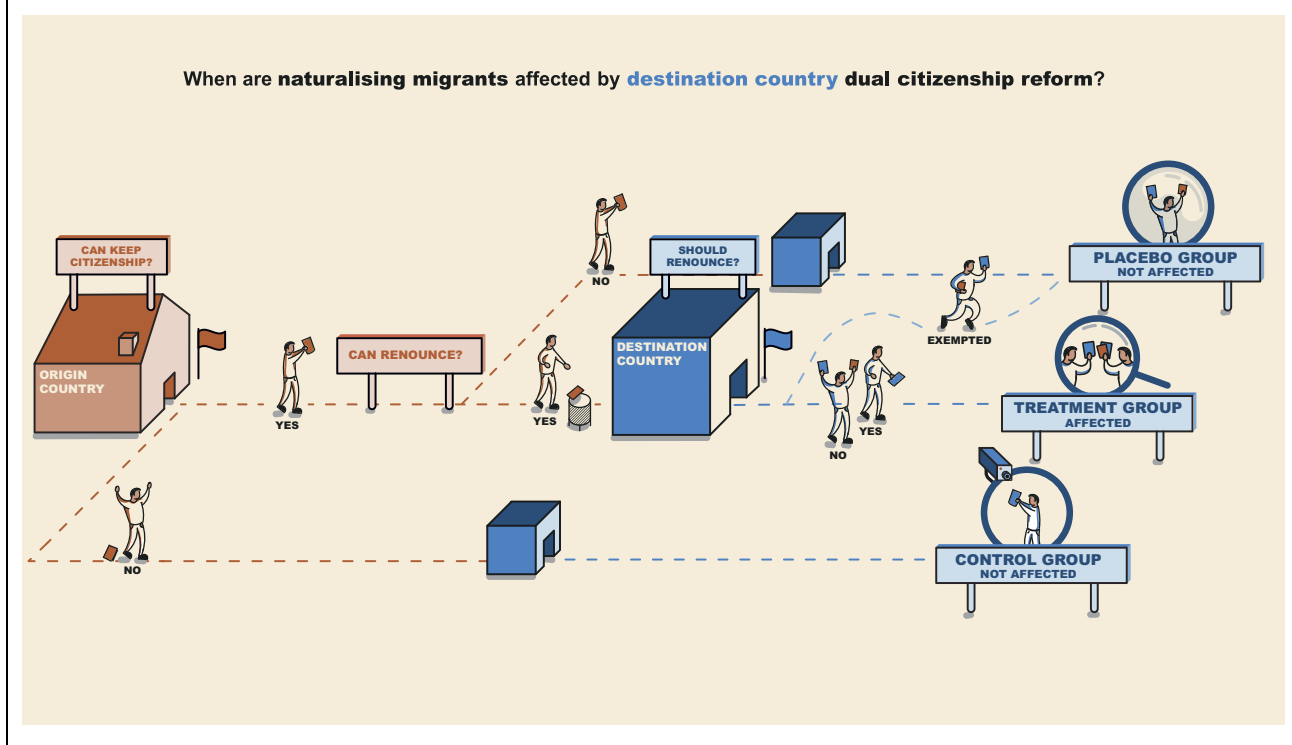 When are naturalising migrants affected by destination country dual citizenship reform?
CAN KEEP
CITIZENSHIP?
ORIGIN
COUNTRY
YES
NO
CAN RENOUNCE?
NO
YES
SHOULD
RENOUNCE?
DESTINATION
COUNTRY
EXEMPTED
YES
NO
PLACEBO GROUP
NOT AFFECTED
TREATMENT GROUP
AFFECTED
CONTROL GROUP
NOT AFFECTED